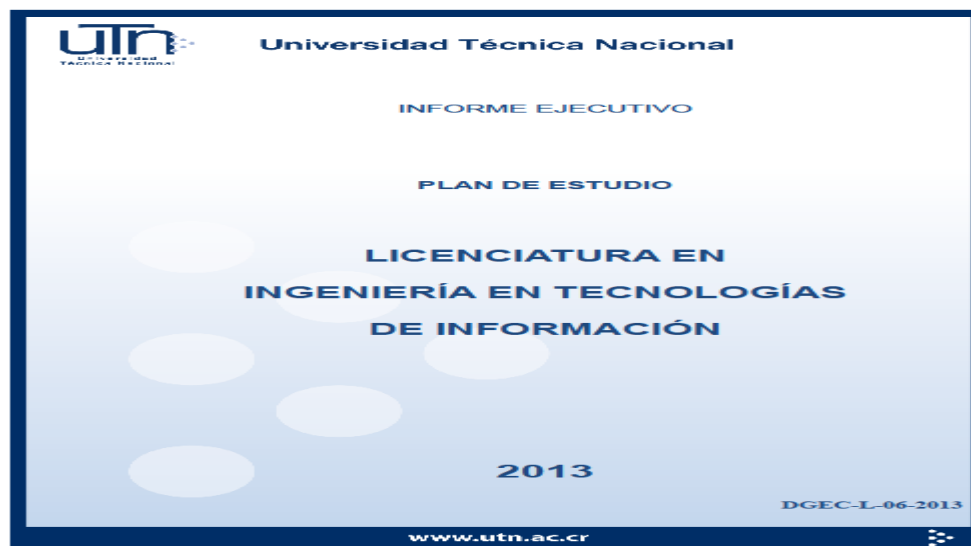 utn
Universidad
Técnica Nacional
Universidad Técnica Nacional
INFORME EJECUTIVO
PLAN DE ESTUDIO
LICENCIATURA EN
INGENIERÍA EN TECNOLOGÍAS
DE INFORMACIÓN
2013
DGEC-L-06-2013
www.utn.ac.cr